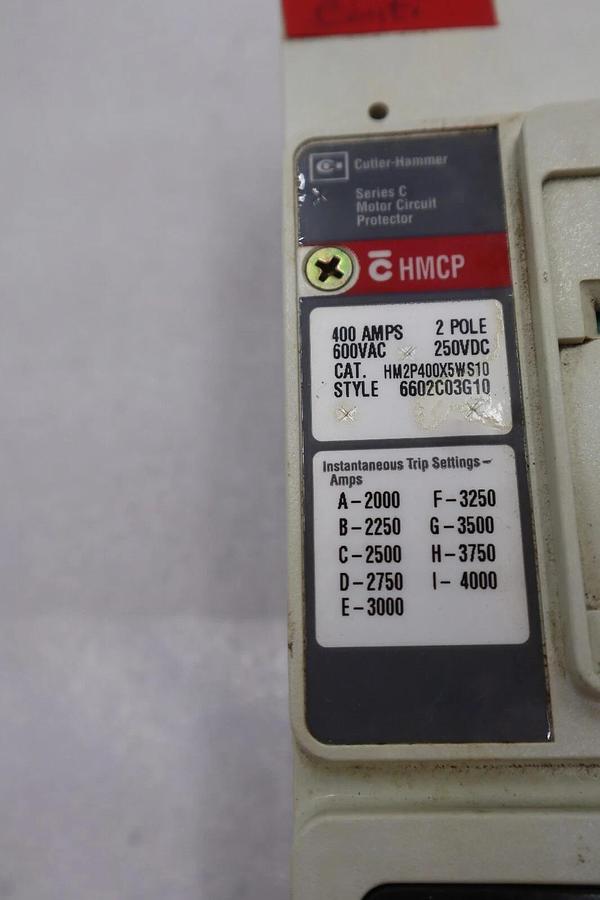 Conti
Cutler-Hammer
Series C
Motor Circuit
Protector
C HMCP
400 AMPS 2 POLE
600VAC 250VDC
CAT. HM2P400X5WS10
STYLE 6602C03G10
Instantaneous Trip Settings –
Amps
A – 2000 F – 3250
B – 2250 G – 3500
C – 2500 H – 3750
D – 2750 I – 4000
E – 3000